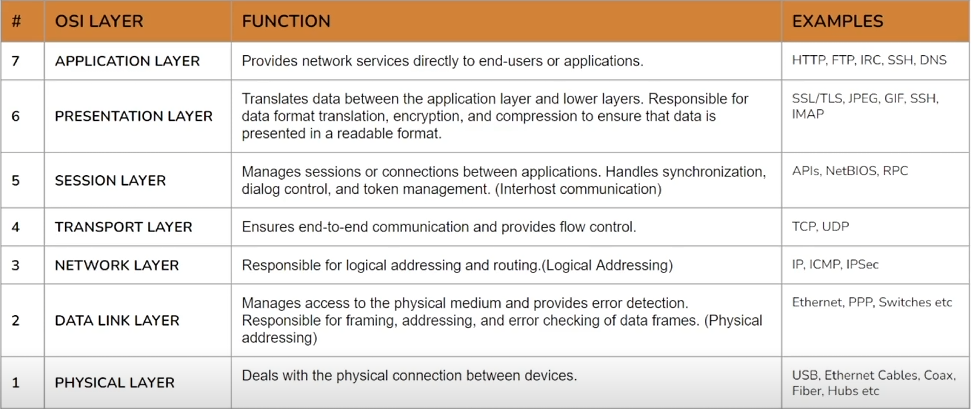 # OSI LAYER FUNCTION EXAMPLES
7 APPLICATION LAYER Provides network services directly to end-users or applications. HTTP, FTP, IRC, SSH, DNS
6 PRESENTATION LAYER
Translates data between the application layer and lower layers. Responsible for
data format translation, encryption, and compression to ensure that data is
presented in a readable format.
SSL/TLS, JPEG, GIF, SSH,
IMAP
5 SESSION LAYER
Manages sessions or connections between applications. Handles synchronization,
dialog control, and token management. (Interhost communication)
APIs, NetBIOS, RPC
4 TRANSPORT LAYER Ensures end-to-end communication and provides flow control. TCP, UDP
3 NETWORK LAYER Responsible for logical addressing and routing.(Logical Addressing) IP, ICMP, IPSec
2 DATA LINK LAYER
Manages access to the physical medium and provides error detection.
Responsible for framing, addressing, and error checking of data frames. (Physical
addressing)
Ethernet, PPP, Switches etc
1 PHYSICAL LAYER
Deals with the physical connection between devices.
USB, Ethernet Cables, Coax,
Fiber, Hubs etc